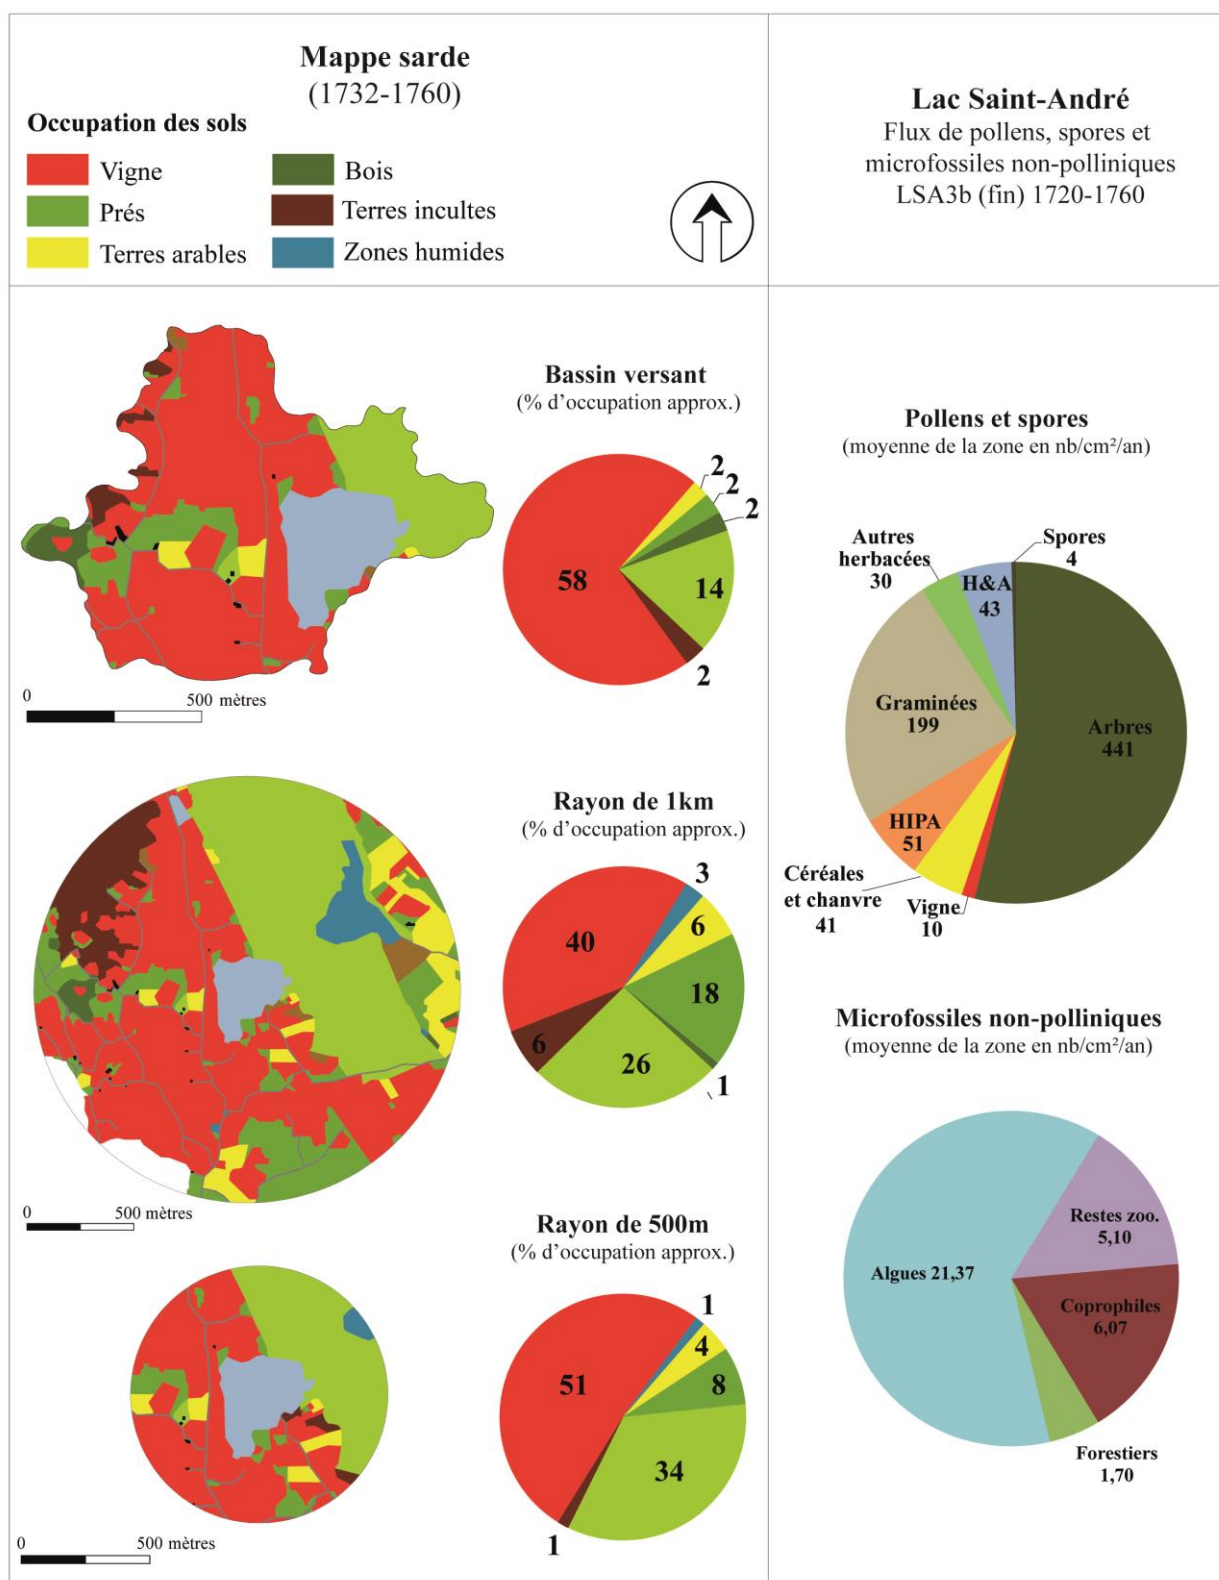 Mappe sarde
(1732-1760)
Occupation des sols
Vigne
Prés
Terres arables
Bois
Terres incultes
Zones humides
Lac Saint-André
Flux de pollens, spores et
microfossiles non-polliniques
LSA3b (fin) 1720-1760
Bassin versant
(% d'occupation approx.)
2
2
2
58
14
2
0
500 mètres
Rayon de 1km
(% d'occupation approx.)
3
40
6
18
6
26
1
0
500 mètres
Rayon de 500m
(% d'occupation approx.)
1
51
4
8
34
1
0
500 mètres
Pollens et spores
(moyenne de la zone en nb/cm²/an)
Autres
herbacées
30
Spores
4
H&A
43
Graminées
199
Arbres
441
HIPA
51
Céréales
et chanvre
41
Vigne
10
Microfossiles non-polliniques
(moyenne de la zone en nb/cm²/an)
Restes zoo.
5,10
Algues 21,37
Coprophiles
6,07
Forestiers
1,70